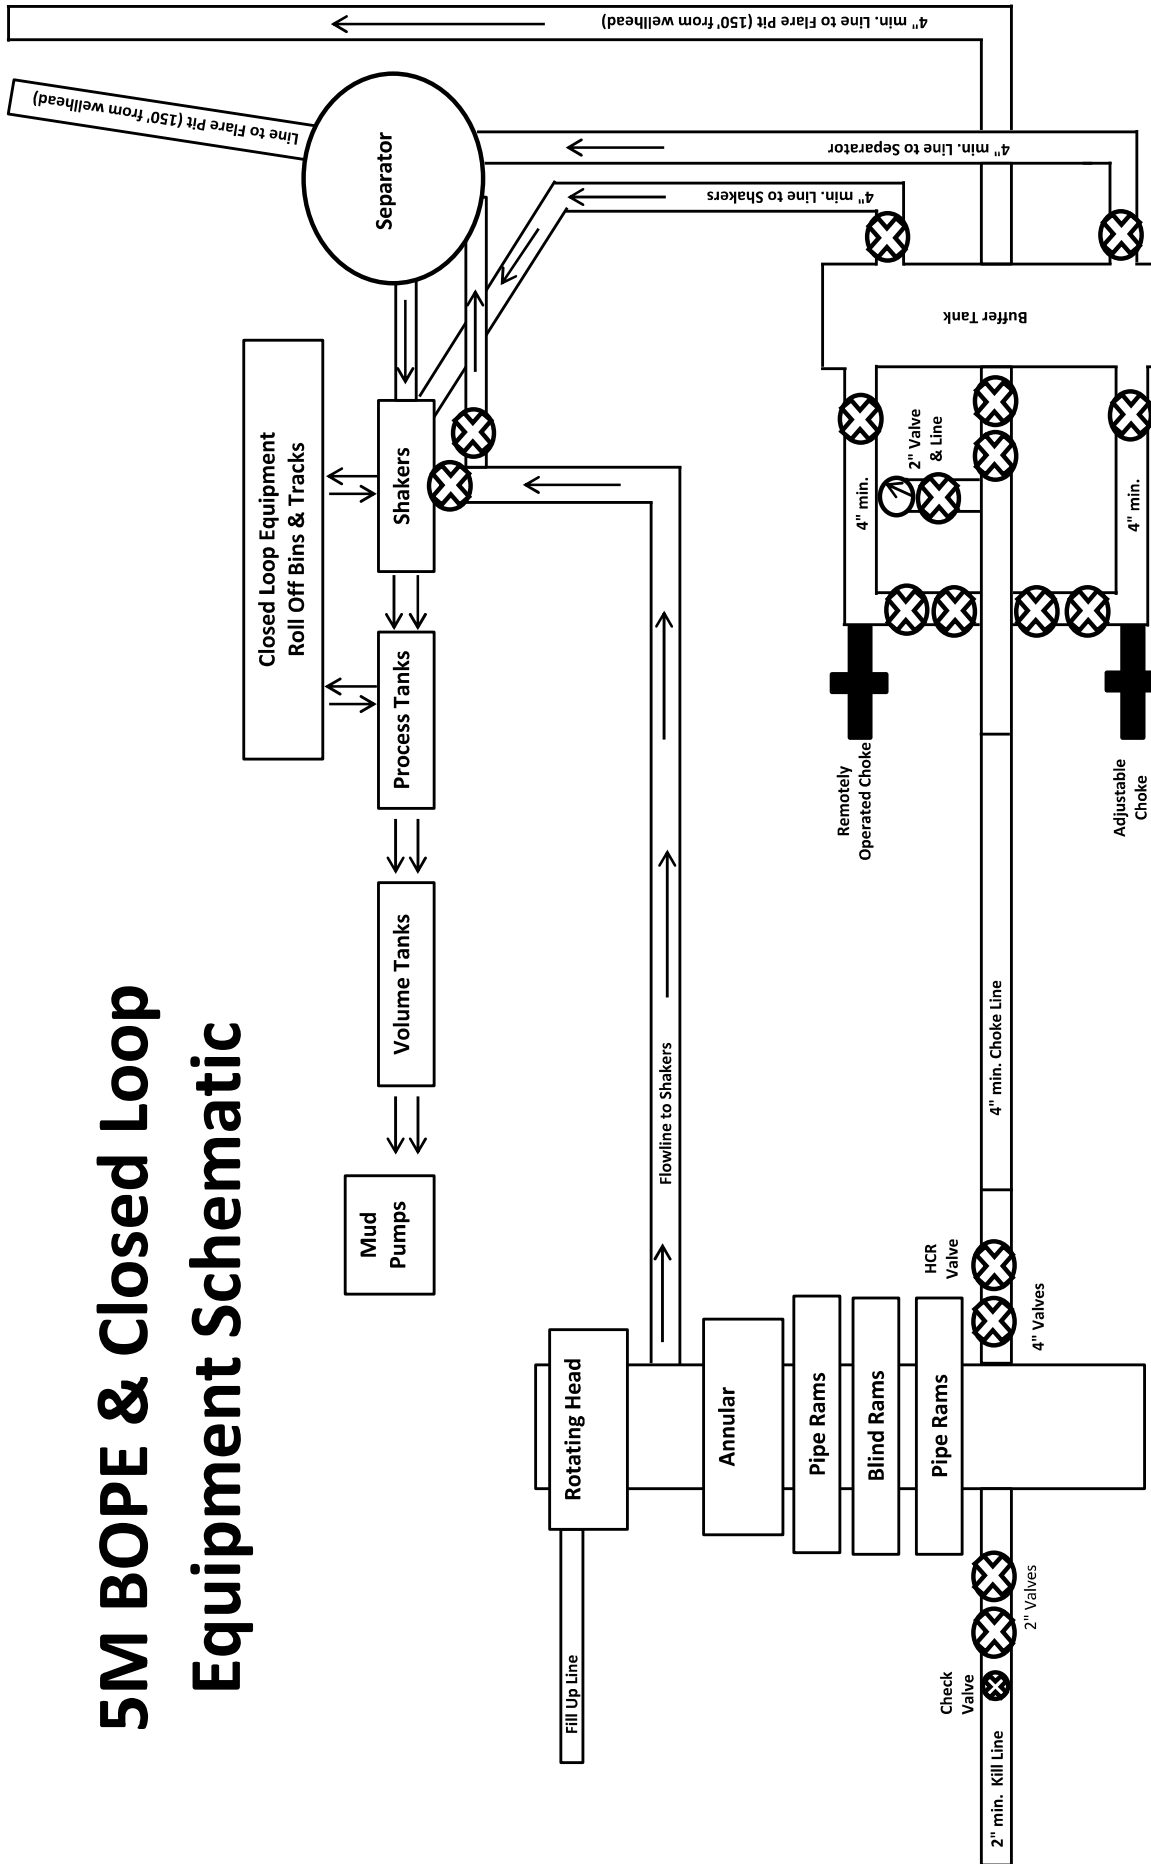 5M BOPE & Closed Loop
Equipment Schematic
4" min. Line to Flare Pit (150' from wellhead)
Line to Flare Pit (150' from wellhead)
Separator
4" min. Line to Separator
4" min. Line to Shakers
Closed Loop Equipment
Roll Off Bins & Tracks
Mud
Pumps
Volume Tanks
Process Tanks
Shakers
Fill Up Line
Rotating Head
Flowline to Shakers
Annular
Pipe Rams
Blind Rams
Pipe Rams
Remotely
Operated Choke
4" min.
2" Valve
& Line
Buffer Tank
Check
Valve
2" min. Kill Line
2" Valves
HCR
Valve
4" Valves
4" min. Choke Line
Adjustable
Choke
4" min.